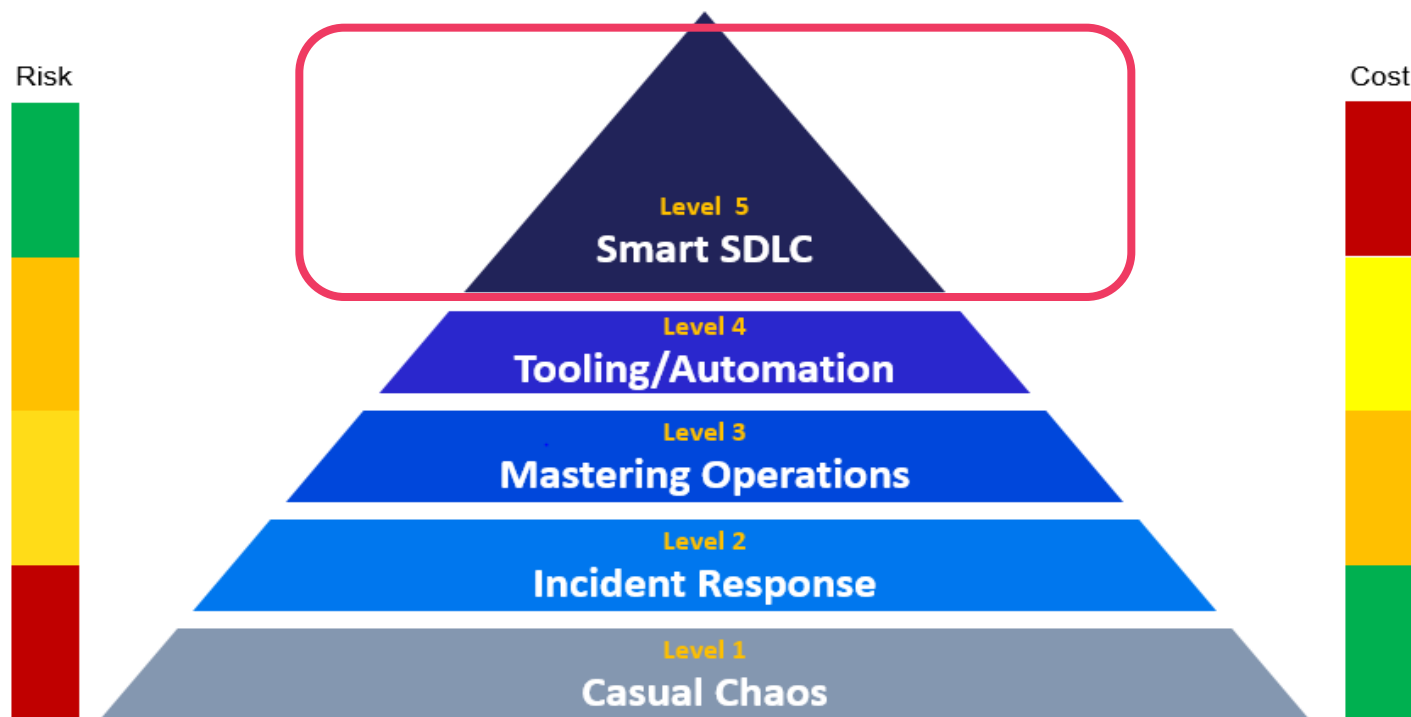 Risk
Cost
Level 5
Smart SDLC
Level 4
Tooling/Automation
Level 3
Mastering Operations
Level 2
Incident Response
Level 1
Casual Chaos